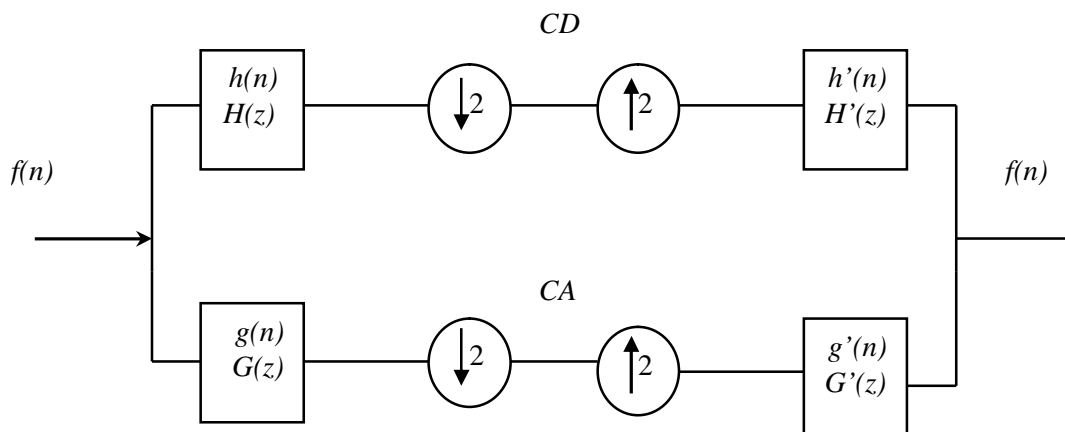 CD
h(n)
H(z)
2
2
h’(n)
H’(z)
f(n)
f(n)
CA
g(n)
G(z)
2
2
g’(n)
G’(z)